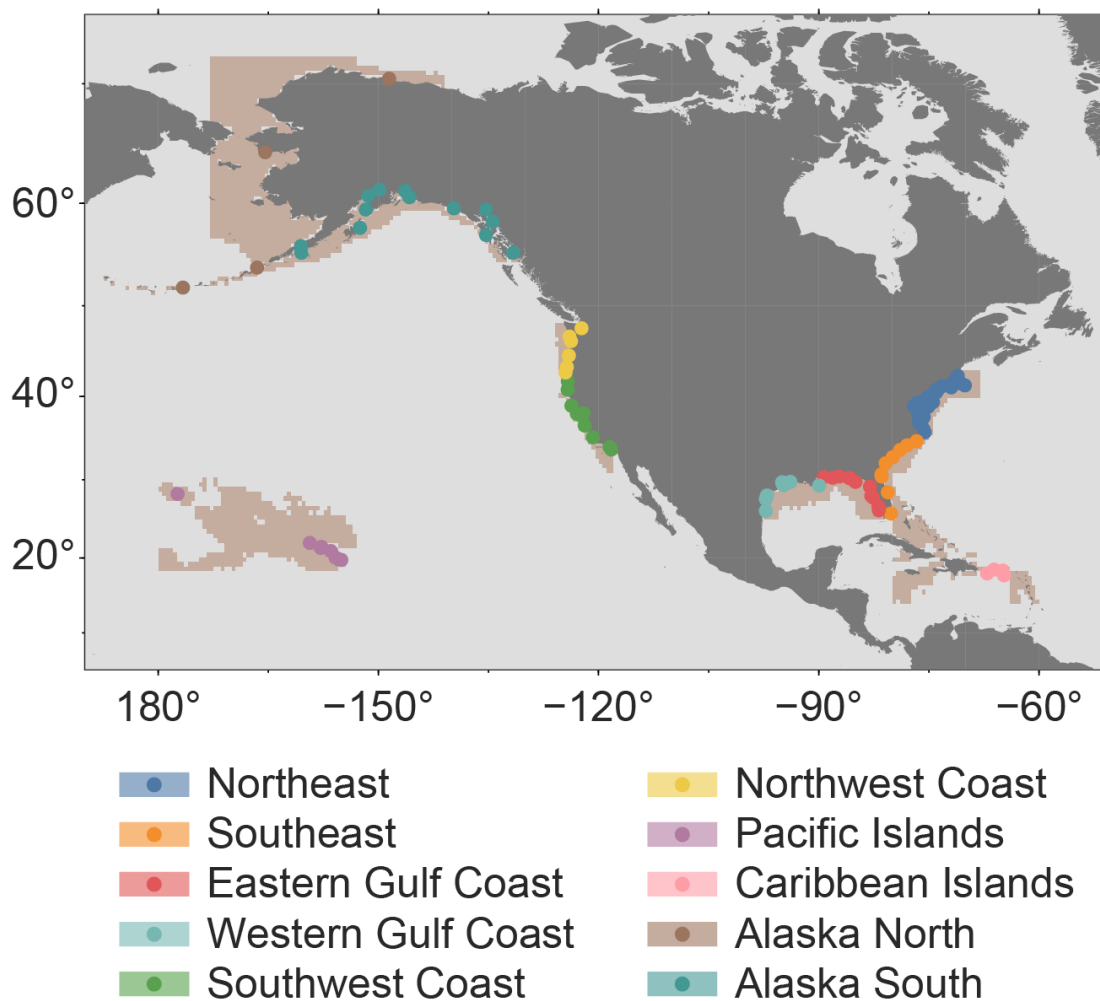 60°
40°
20°
180° −150° −120° −90° −60°
Northeast Northwest Coast
Southeast Pacific Islands
Eastern Gulf Coast Caribbean Islands
Western Gulf Coast Alaska North
Southwest Coast Alaska South